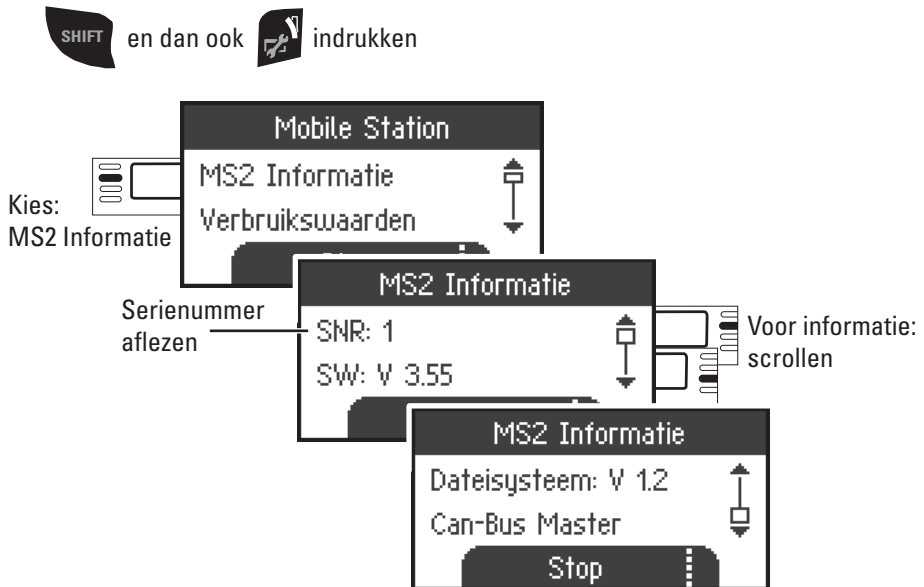 SHIFT en dan ook indrukken
Mobile Station
MS2 Informatie
Verbruikswaarden
Kies:
MS2 Informatie
MS2 Informatie
SNR: 1
SW: V 3.55
Serienummer
aflezen
Voor informatie:
scrollen
MS2 Informatie
Dateisysteem: V 1.2
Can-Bus Master
Stop